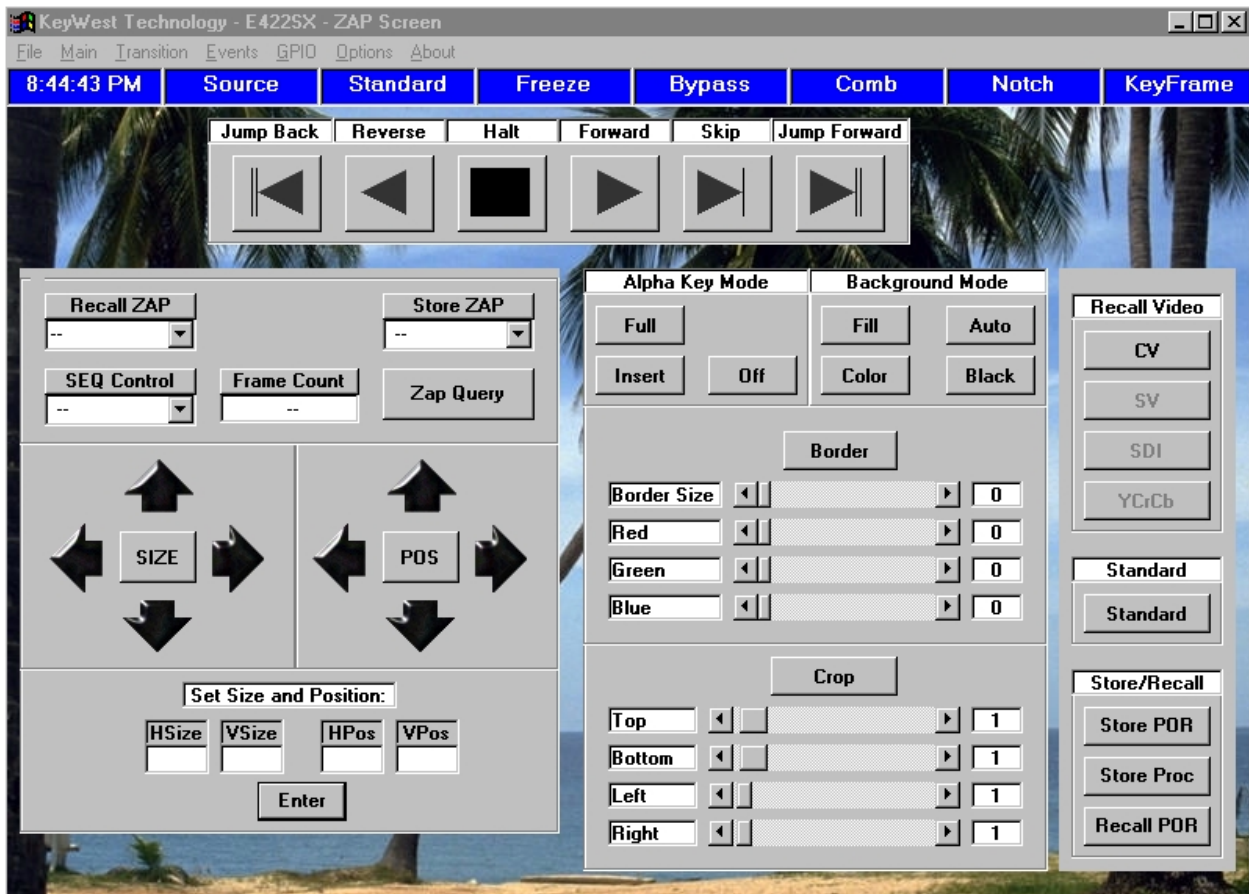 KeyWest Technology - E422SX - ZAP Screen
File Main Transition Events GPIO Options About
8:44:43 PM Source Standard Freeze Bypass Comb Notch KeyFrame
Jump Back Reverse Halt Forward Skip Jump Forward
Recall ZAP Store ZAP
-- --
SEQ Control Frame Count Zap Query
-- --
SIZE POS
Set Size and Position:
HSize VSize HPos VPos
Enter
Alpha Key Mode Background Mode
Full Fill Auto
Insert Off Color Black
Border
Border Size 0
Red 0
Green 0
Blue 0
Crop
Top 1
Bottom 1
Left 1
Right 1
Recall Video
CV
SV
SDI
YCrCb
Standard
Standard
Store/Recall
Store POR
Store Proc
Recall POR